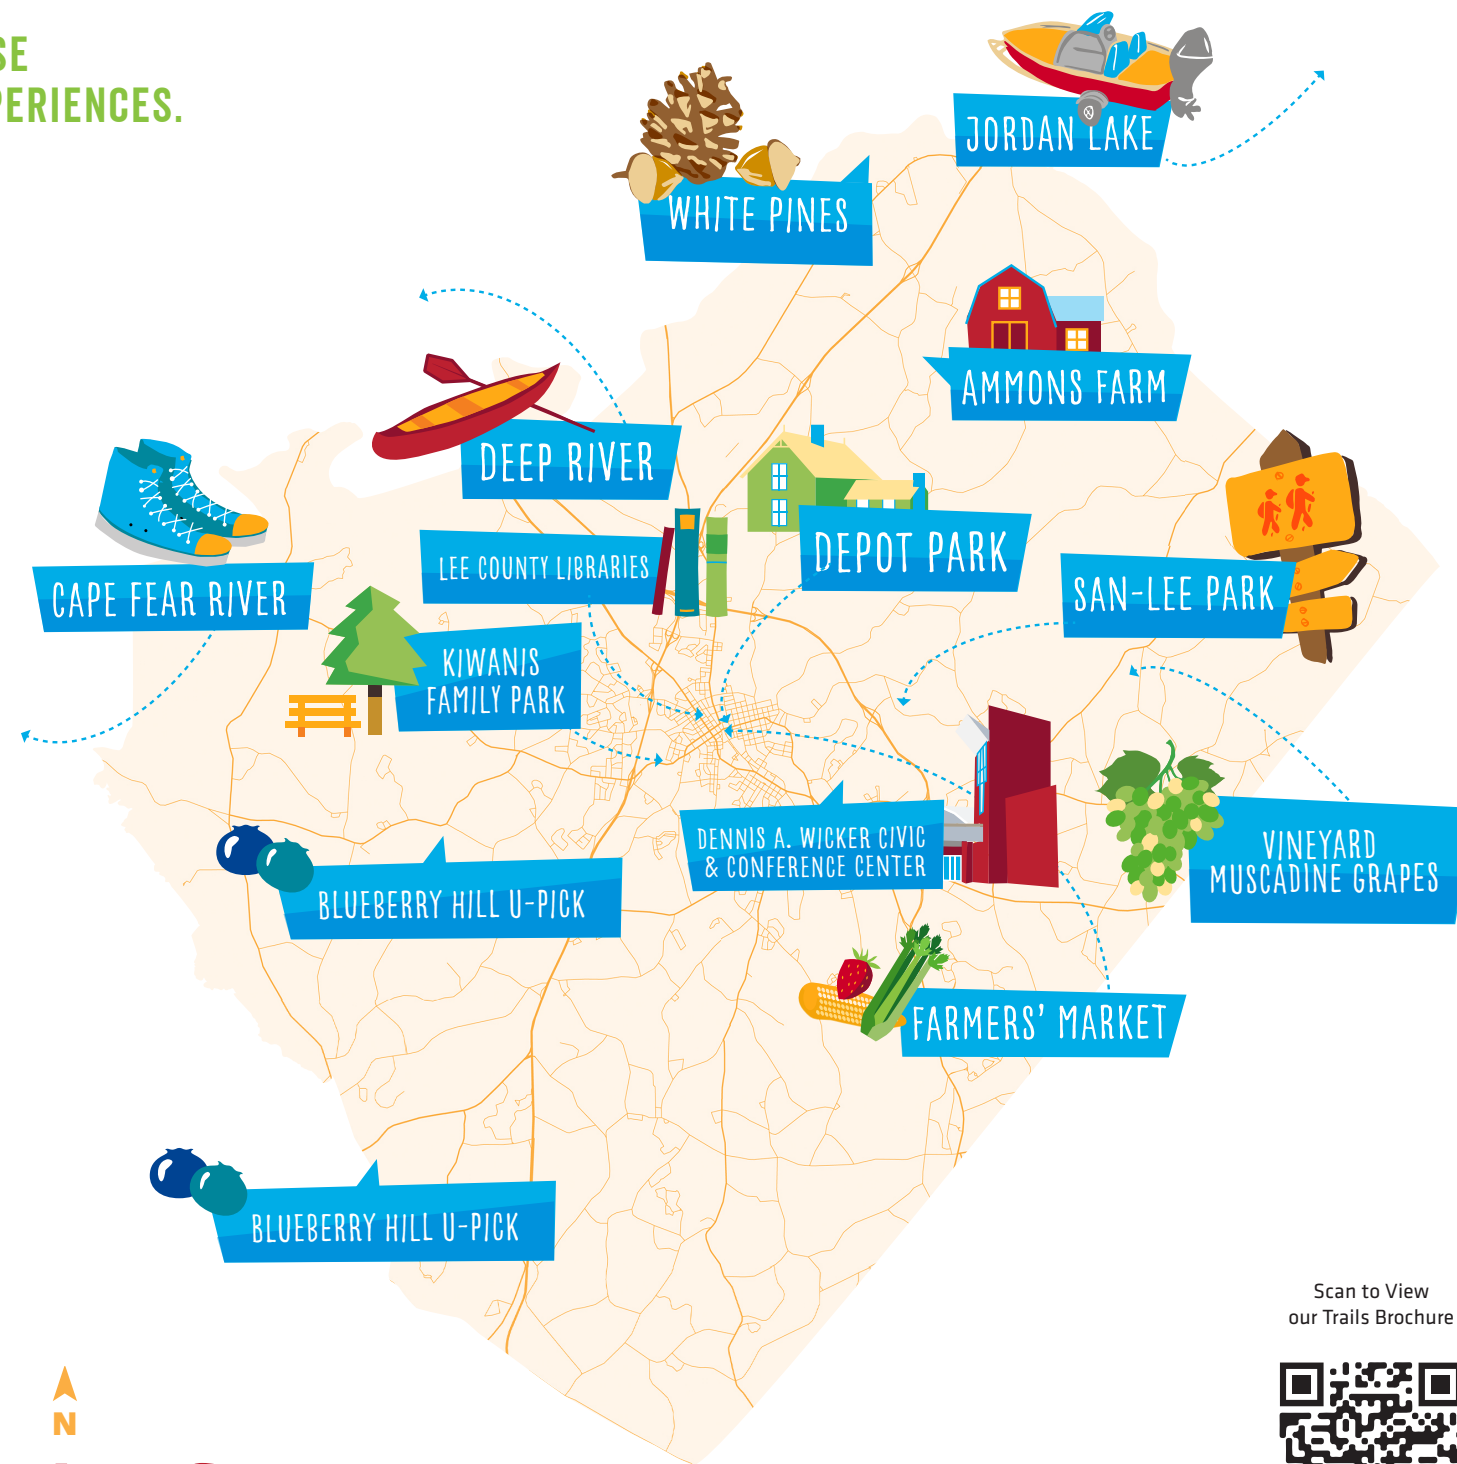 PERIENCES.
JORDAN LAKE
WHITE PINES
AMMONS FARM
DEEP RIVER
DEPOT PARK
LEE COUNTY LIBRARIES
SAN-LEE PARK
CAPE FEAR RIVER
KIWANIS
FAMILY PARK
DENNIS A. WICKER CIVIC
& CONFERENCE CENTER
VINEYARD
MUSCADINE GRAPES
BLUEBERRY HILL U-PICK
FARMERS' MARKET
BLUEBERRY HILL U-PICK
Scan to View
our Trails Brochure
N